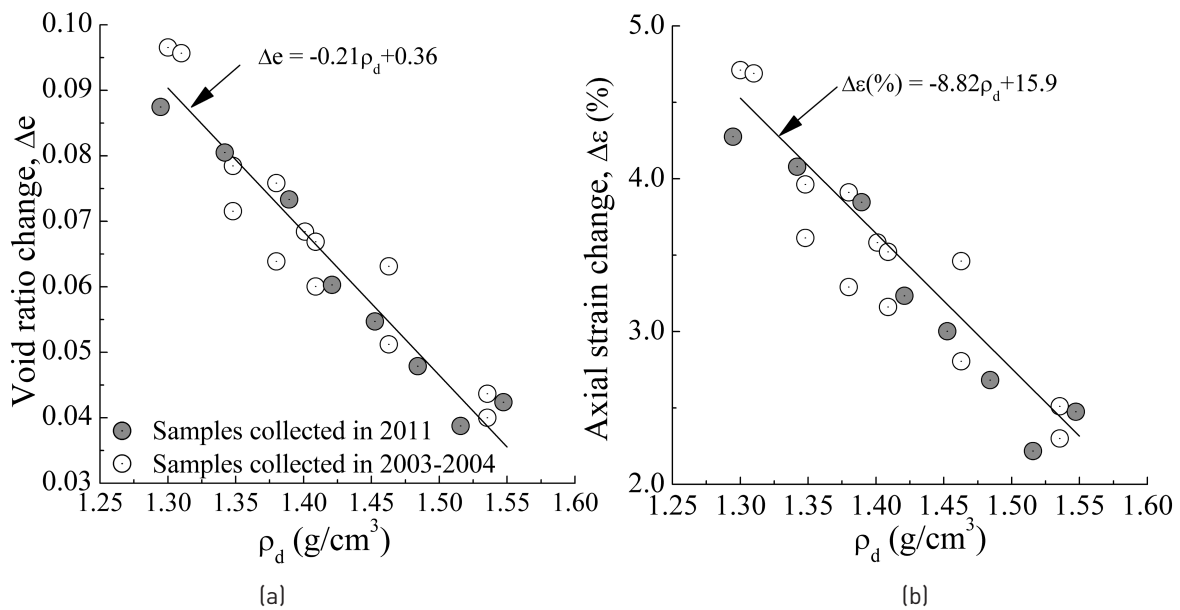 0.10
0.09
0.08
0.07
0.06
0.05
0.04
0.03
Void ratio change, Δe
Δe = -0.21ρd+0.36
Samples collected in 2011
Samples collected in 2003-2004
1.25 1.30 1.35 1.40 1.45 1.50 1.55 1.60
ρd (g/cm³)
(a)
5.0
4.0
3.0
2.0
Axial strain change, Δε (%)
Δε(%) = -8.82ρd+15.9
1.25 1.30 1.35 1.40 1.45 1.50 1.55 1.60
ρd (g/cm³)
(b)